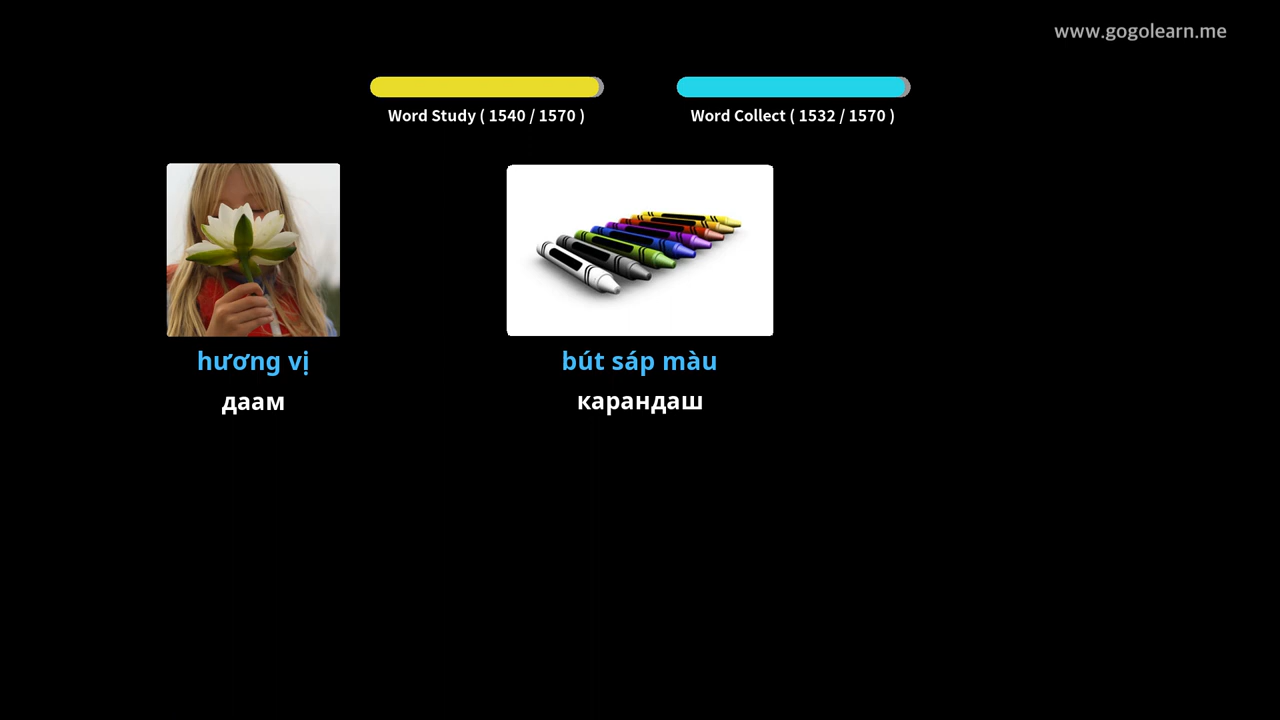 www.gogolearn.me
Word Study ( 1540 / 1570 )
Word Collect ( 1532 / 1570 )
hương vị
даам
bút sáp màu
карандаш